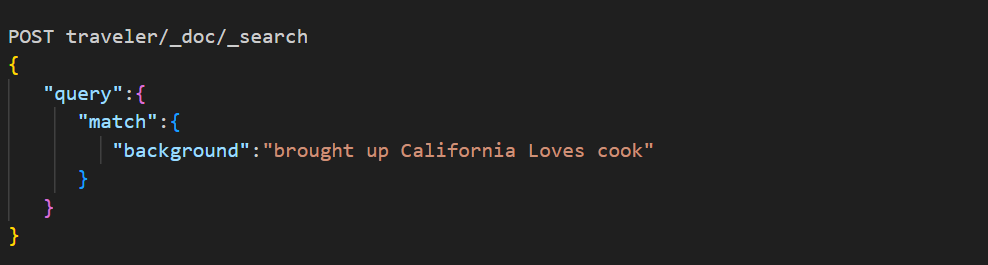 POST traveler/_doc/_search
{
"query":{
"match":{
"background":"brought up California Loves cook"
}
}
}